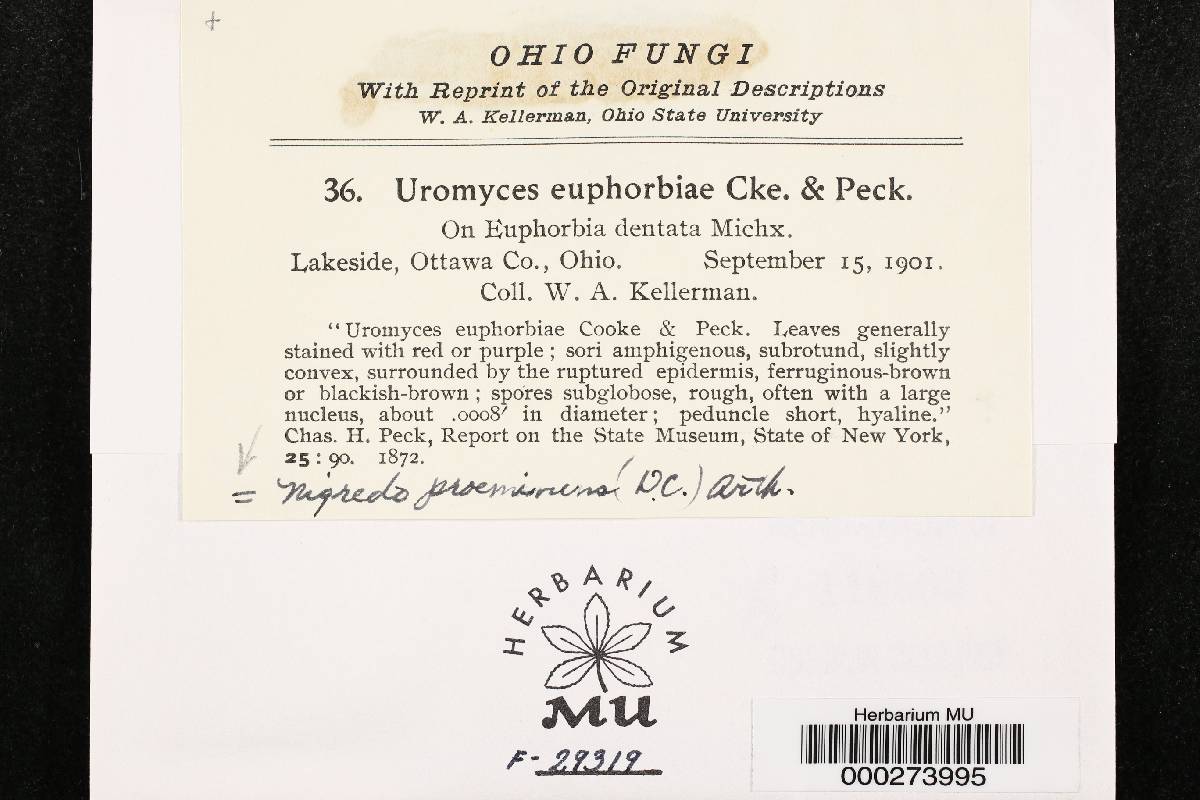 OHIO FUNGI
With Reprint of the Original Descriptions
W. A. Kellerman, Ohio State University
36. Uromyces euphorbiae Cke. & Peck.
On Euphorbia dentata Michx.
Lakeside, Ottawa Co., Ohio. September 15, 1901.
Coll. W. A. Kellerman.
"Uromyces euphorbiae Cooke & Peck. Leaves generally
stained with red or purple; sori amphigenous, subrotund, slightly
convex, surrounded by the ruptured epidermis, ferruginous-brown
or blackish-brown; spores subglobose, rough, often with a large
nucleus, about .0008′ in diameter; peduncle short, hyaline."
Chas. H. Peck, Report on the State Museum, State of New York,
25: 90. 1872.
= Nigredo proeminens (D.C.) Arth.
HERBARIUM
MU
F-29319
Herbarium MU
000273995